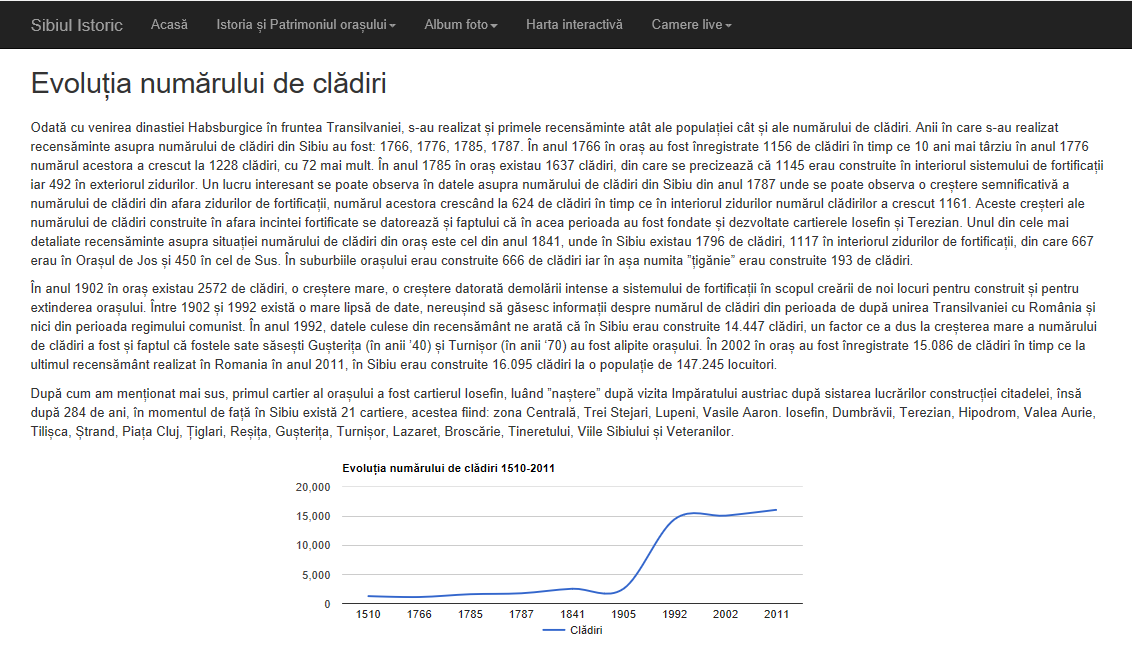 Sibiul Istoric Acasă Istoria și Patrimoniul orașului Album foto Harta interactivă Camere live
Evoluția numărului de clădiri
Odată cu venirea dinastiei Habsburgice în fruntea Transilvaniei, s-au realizat și primele recensăminte atât ale populației cât și ale numărului de clădiri. Anii în care s-au realizat
recensăminte asupra numărului de clădiri din Sibiu au fost: 1766, 1776, 1785, 1787. În anul 1766 în oraș au fost înregistrate 1156 de clădiri în timp ce 10 ani mai târziu în anul 1776
numărul acestora a crescut la 1228 clădiri, cu 72 mai mult. În anul 1785 în oraș existau 1637 clădiri, din care se precizează că 1145 erau construite în interiorul sistemului de fortificații
iar 492 în exteriorul zidurilor. Un lucru interesant se poate observa în datele asupra numărului de clădiri din Sibiu din anul 1787 unde se poate observa o creștere semnificativă a
numărului de clădiri din afara zidurilor de fortificații, numărul acestora crescând la 624 de clădiri în timp ce în interiorul zidurilor numărul clădirilor a crescut 1161. Aceste creșteri ale
numărului de clădiri construite în afara incintei fortificate se datorează și faptului că în acea perioada au fost fondate și dezvoltate cartierele Iosefin și Terezian. Unul din cele mai
detaliate recensăminte asupra situației numărului de clădiri din oraș este cel din anul 1841, unde în Sibiu existau 1796 de clădiri, 1117 în interiorul zidurilor de fortificații, din care 667
erau în Orașul de Jos și 450 în cel de Sus. În suburbiile orașului erau construite 666 de clădiri iar în așa numita ”țigănie” erau construite 193 de clădiri.
În anul 1902 în oraș existau 2572 de clădiri, o creștere mare, o creștere datorată demolării intense a sistemului de fortificații în scopul creării de noi locuri pentru construit și pentru
extinderea orașului. Între 1902 și 1992 există o mare lipsă de date, nereușind să găsesc informații despre numărul de clădiri din perioada de după unirea Transilvaniei cu România și
nici din perioada regimului comunist. În anul 1992, datele culese din recensământ ne arată că în Sibiu erau construite 14.447 clădiri, un factor ce a dus la creșterea mare a numărului
de clădiri a fost și faptul că fostele sate săsești Gușterița (în anii ’40) și Turnișor (în anii ’70) au fost alipite orașului. În 2002 în oraș au fost înregistrate 15.086 de clădiri în timp ce la
ultimul recensământ realizat în Romania în anul 2011, în Sibiu erau construite 16.095 clădiri la o populație de 147.245 locuitori.
După cum am menționat mai sus, primul cartier al orașului a fost cartierul Iosefin, luând ”naștere” după vizita Impăratului austriac după sistarea lucrărilor construcției citadelei, însă
după 284 de ani, în momentul de față în Sibiu există 21 cartiere, acestea fiind: zona Centrală, Trei Stejari, Lupeni, Vasile Aaron. Iosefin, Dumbrăvii, Terezian, Hipodrom, Valea Aurie,
Tilișca, Ștrand, Piața Cluj, Țiglari, Reșița, Gușterița, Turnișor, Lazaret, Broscărie, Tineretului, Viile Sibiului și Veteranilor.
Evoluția numărului de clădiri 1510-2011
20,000
15,000
10,000
5,000
0
1510 1766 1785 1787 1841 1905 1992 2002 2011
Clădiri